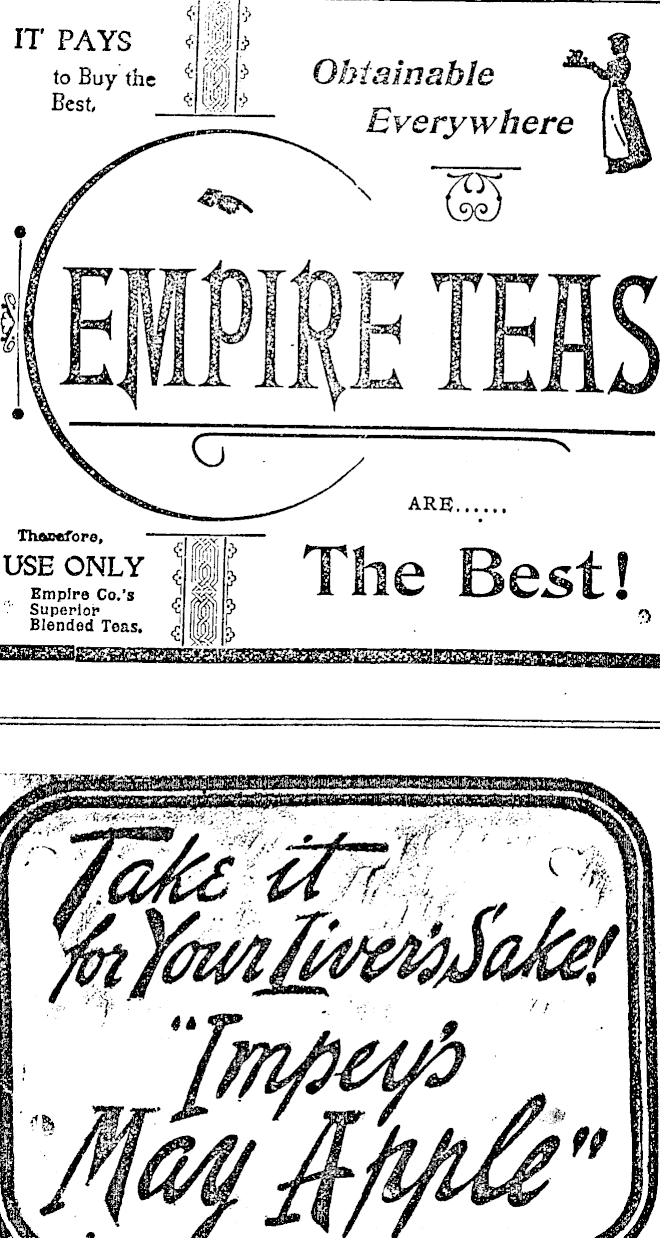 IT PAYS
to Buy the
Best.
Obtainable
Everywhere
EMPIRE TEAS
ARE......
The Best!
Therefore,
USE ONLY
Empire Co.'s
Superior
Blended Teas.
Take it
for Your Liver's Sake!
"Impey's
May Apple"